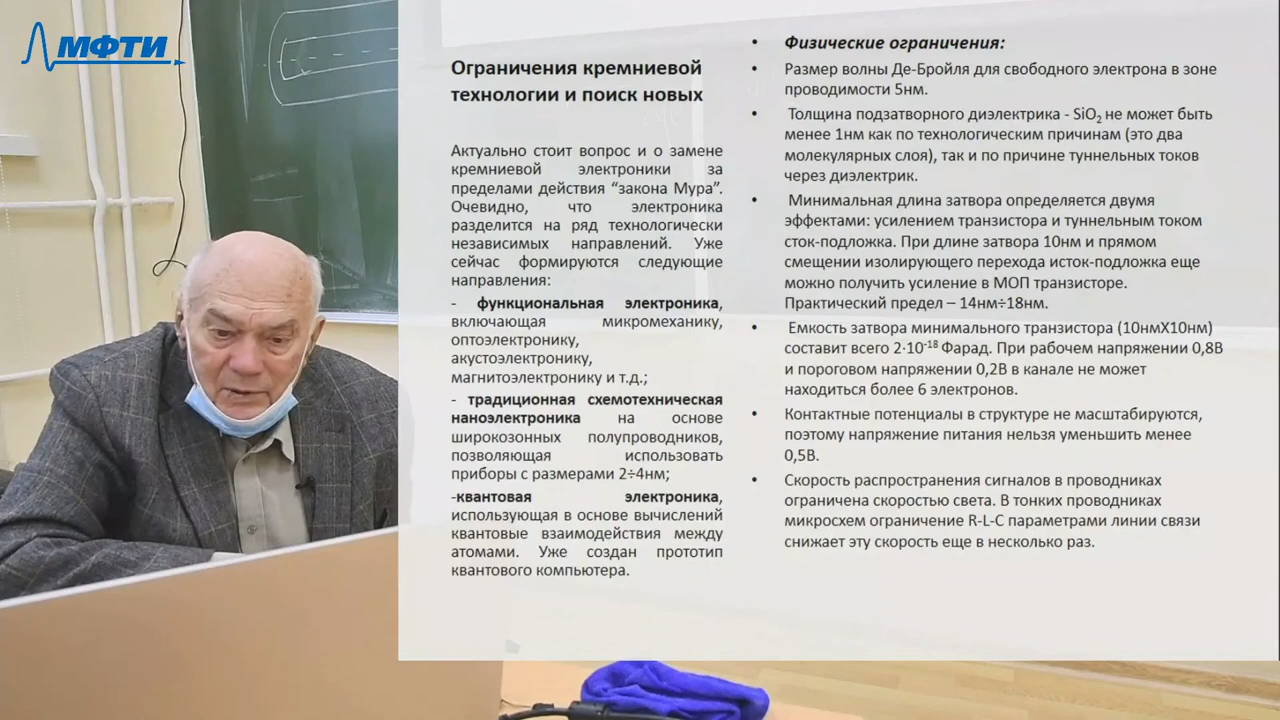 МФТИ
Ограничения кремниевой
технологии и поиск новых
Актуально стоит вопрос и о замене
кремниевой электроники за
пределами действия “закона Мура”.
Очевидно, что электроника
разделится на ряд технологически
независимых направлений. Уже
сейчас формируются следующие
направления:
- функциональная электроника,
включающая микромеханику,
оптоэлектронику,
акустоэлектронику,
магнитоэлектронику и т.д.;
- традиционная схемотехническая
наноэлектроника на основе
широкозонных полупроводников,
позволяющая использовать
приборы с размерами 2÷4нм;
-квантовая электроника,
использующая в основе вычислений
квантовые взаимодействия между
атомами. Уже создан прототип
квантового компьютера.
• Физические ограничения:
• Размер волны Де-Бройля для свободного электрона в зоне
проводимости 5нм.
• Толщина подзатворного диэлектрика - SiO₂ не может быть
менее 1нм как по технологическим причинам (это два
молекулярных слоя), так и по причине туннельных токов
через диэлектрик.
• Минимальная длина затвора определяется двумя
эффектами: усилением транзистора и туннельным током
сток-подложка. При длине затвора 10нм и прямом
смещении изолирующего перехода исток-подложка еще
можно получить усиление в МОП транзисторе.
Практический предел – 14нм÷18нм.
• Емкость затвора минимального транзистора (10нмХ10нм)
составит всего 2·10⁻¹⁸ Фарад. При рабочем напряжении 0,8В
и пороговом напряжении 0,2В в канале не может
находиться более 6 электронов.
• Контактные потенциалы в структуре не масштабируются,
поэтому напряжение питания нельзя уменьшить менее
0,5В.
• Скорость распространения сигналов в проводниках
ограничена скоростью света. В тонких проводниках
микросхем ограничение R-L-C параметрами линии связи
снижает эту скорость еще в несколько раз.